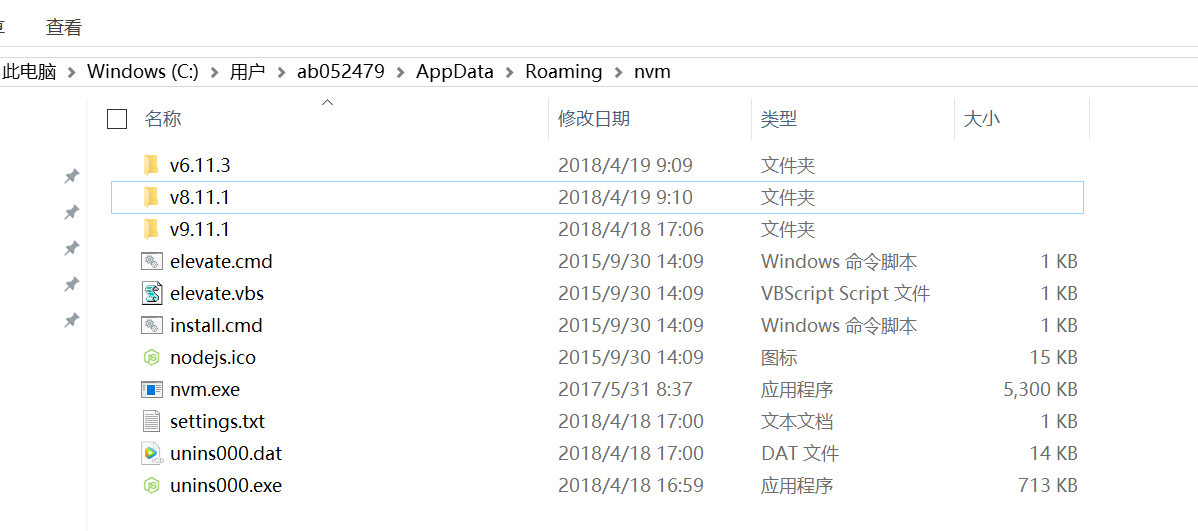 查看
此电脑 > Windows (C:) > 用户 > ab052479 > AppData > Roaming > nvm
名称 修改日期 类型 大小
v6.11.3 2018/4/19 9:09 文件夹
v8.11.1 2018/4/19 9:10 文件夹
v9.11.1 2018/4/18 17:06 文件夹
elevate.cmd 2015/9/30 14:09 Windows 命令脚本 1 KB
elevate.vbs 2015/9/30 14:09 VBScript Script 文件 1 KB
install.cmd 2015/9/30 14:09 Windows 命令脚本 1 KB
nodejs.ico 2015/9/30 14:09 图标 15 KB
nvm.exe 2017/5/31 8:37 应用程序 5,300 KB
settings.txt 2018/4/18 17:00 文本文档 1 KB
unins000.dat 2018/4/18 17:00 DAT 文件 14 KB
unins000.exe 2018/4/18 16:59 应用程序 713 KB